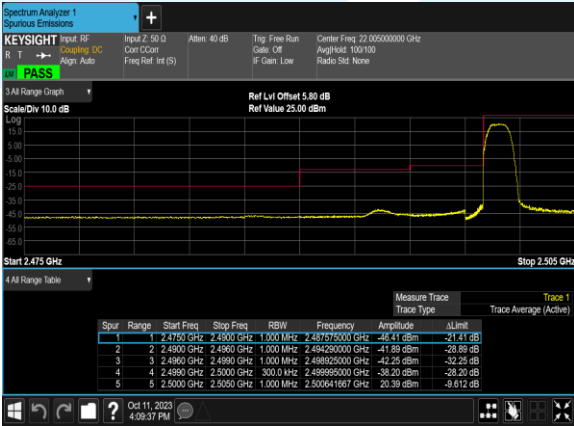 Spectrum Analyzer 1
Spurious Emissions
+
KEYSIGHT
R T
LW PASS
Input: RF
Coupling: DC
Align: Auto
Input Z: 50 Ω
Corr CCorr
Freq Ref: Int (S)
Atten: 40 dB
Trig: Free Run
Gate: Off
IF Gain: Low
Center Freq: 22.005000000 GHz
Avg|Hold: 100/100
Radio Std: None
3 All Range Graph
Scale/Div 10.0 dB
Ref Lvl Offset 5.80 dB
Ref Value 25.00 dBm
Log
15.0
5.00
-5.00
-15.0
-25.0
-35.0
-45.0
-55.0
-65.0
Start 2.475 GHz
Stop 2.505 GHz
4 All Range Table
Measure Trace Trace 1
Trace Type Trace Average (Active)
Spur Range Start Freq Stop Freq RBW Frequency Amplitude ΔLimit
1 1 2.4750 GHz 2.4900 GHz 1.000 MHz 2.487575000 GHz -46.41 dBm -21.41 dB
2 2 2.4900 GHz 2.4960 GHz 1.000 MHz 2.494290000 GHz -41.89 dBm -28.89 dB
3 3 2.4960 GHz 2.4990 GHz 1.000 MHz 2.498925000 GHz -42.25 dBm -32.25 dB
4 4 2.4990 GHz 2.5000 GHz 300.0 kHz 2.499995000 GHz -38.20 dBm -28.20 dB
5 5 2.5000 GHz 2.5050 GHz 1.000 MHz 2.500641667 GHz 20.39 dBm -9.612 dB
?
Oct 11, 2023
4:09:37 PM